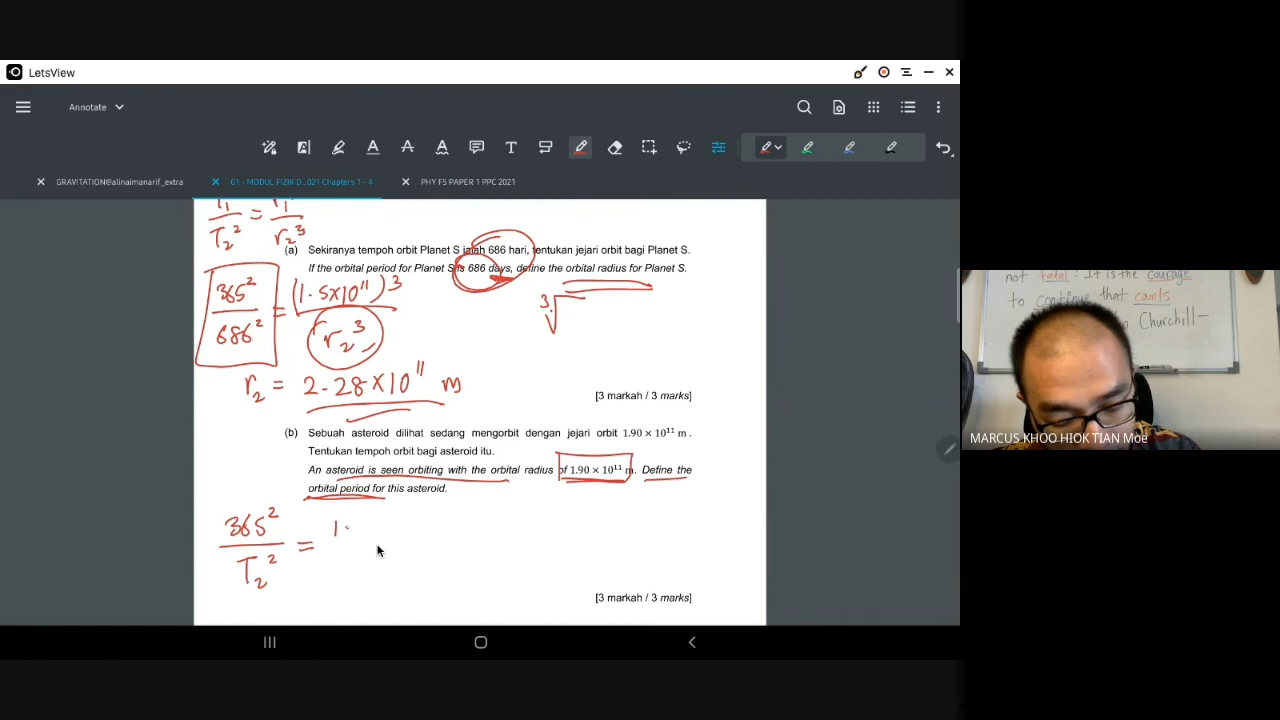 LetsView
Annotate
GRAVITATION@alinaimanarif_extra
01 - MODUL FIZIK D...021 Chapters 1 - 4
PHY F5 PAPER 1 PPC 2021
T₂² = r₂³
(a) Sekiranya tempoh orbit Planet S ialah 686 hari, tentukan jejari orbit bagi Planet S.
If the orbital period for Planet S is 686 days, define the orbital radius for Planet S.
365²/686² = (1.5×10¹¹)³/r₂³
3√
r₂ = 2.28×10¹¹ m
[3 markah / 3 marks]
(b) Sebuah asteroid dilihat sedang mengorbit dengan jejari orbit 1.90 × 10¹¹ m.
Tentukan tempoh orbit bagi asteroid itu.
An asteroid is seen orbiting with the orbital radius of 1.90 × 10¹¹ m. Define the
orbital period for this asteroid.
365²/T₂² = 1.
[3 markah / 3 marks]
not fatal: It is the courage
to continue that counts
Churchill–
MARCUS KHOO HIOK TIAN Moe